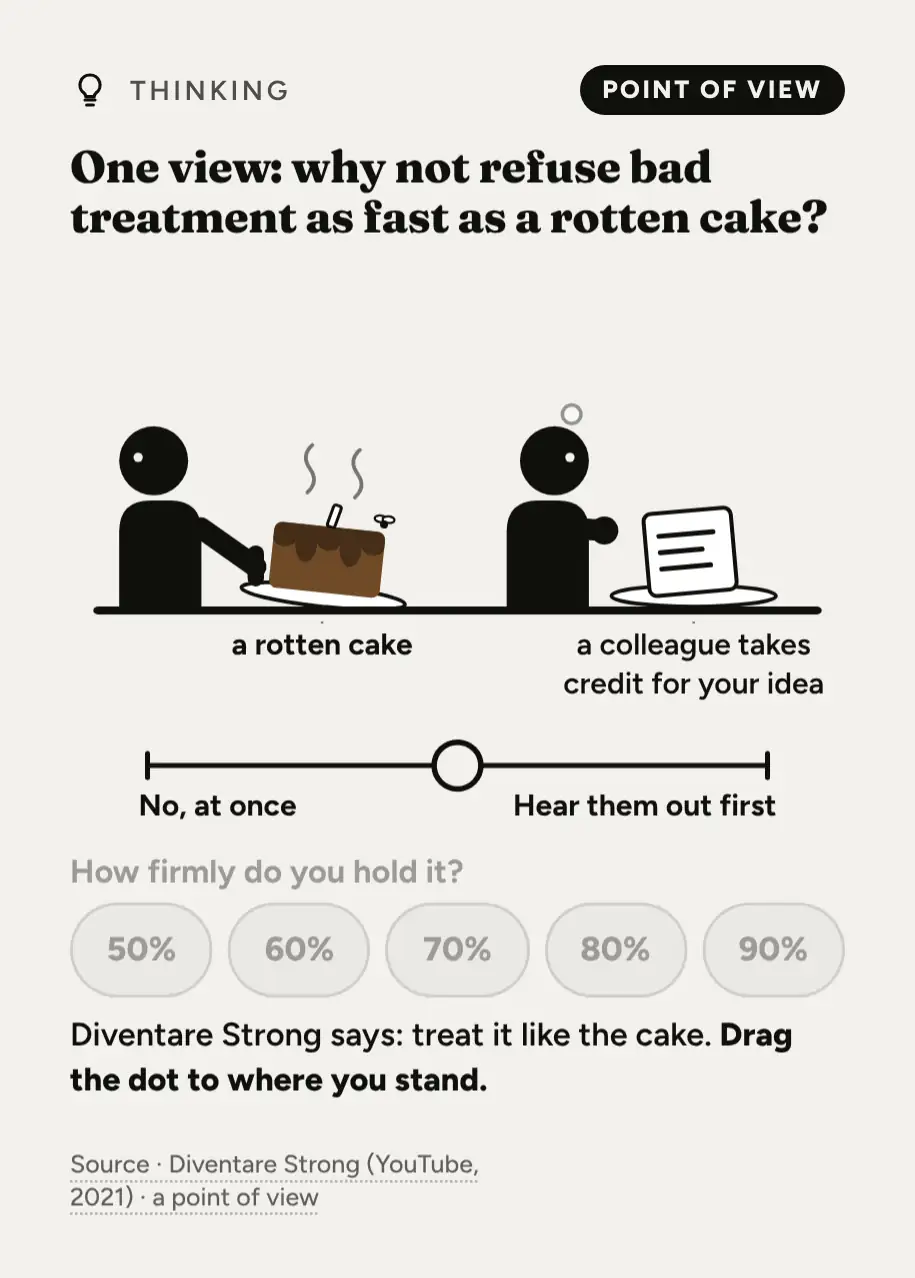 THINKING
POINT OF VIEW
One view: why not refuse bad
treatment as fast as a rotten cake?
a rotten cake
a colleague takes
credit for your idea
No, at once
Hear them out first
How firmly do you hold it?
50%
60%
70%
80%
90%
Diventare Strong says: treat it like the cake. Drag
the dot to where you stand.
Source · Diventare Strong (YouTube,
2021) · a point of view